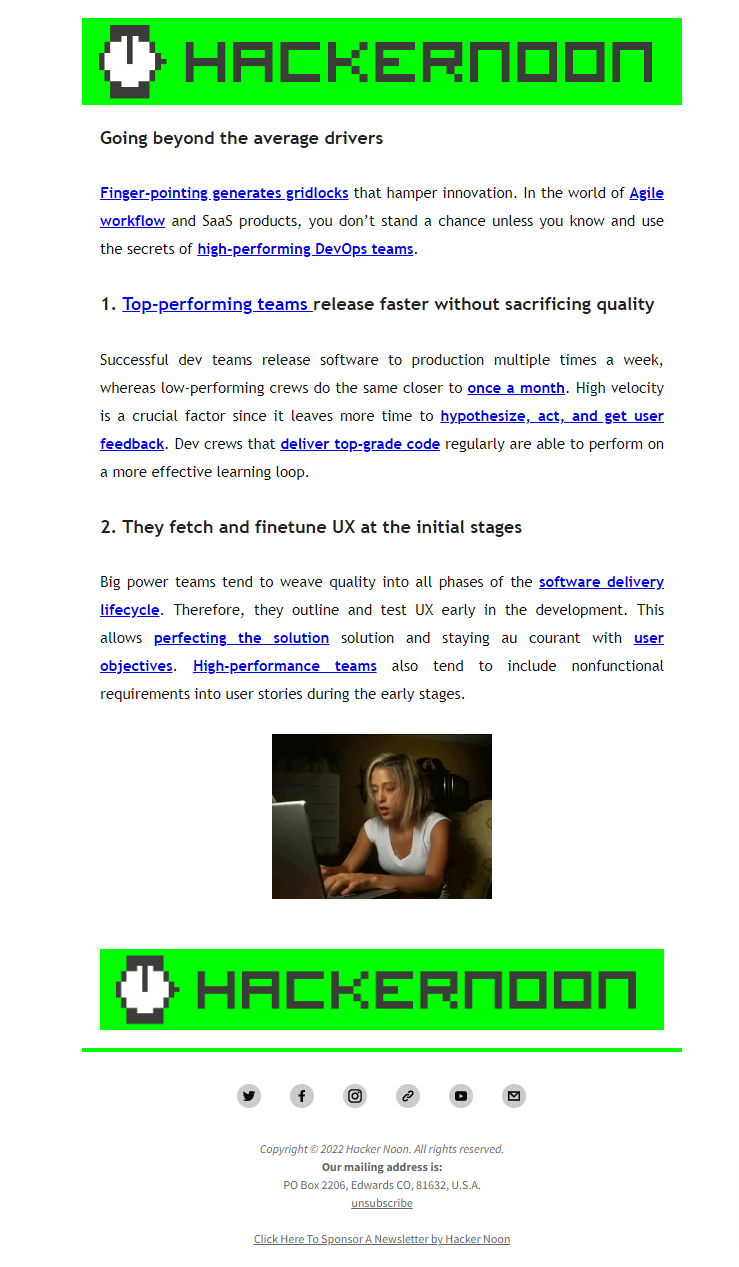 HACKERNOON
Going beyond the average drivers
Finger-pointing generates gridlocks that hamper innovation. In the world of Agile
workflow and SaaS products, you don’t stand a chance unless you know and use
the secrets of high-performing DevOps teams.
1. Top-performing teams release faster without sacrificing quality
Successful dev teams release software to production multiple times a week,
whereas low-performing crews do the same closer to once a month. High velocity
is a crucial factor since it leaves more time to hypothesize, act, and get user
feedback. Dev crews that deliver top-grade code regularly are able to perform on
a more effective learning loop.
2. They fetch and finetune UX at the initial stages
Big power teams tend to weave quality into all phases of the software delivery
lifecycle. Therefore, they outline and test UX early in the development. This
allows perfecting the solution solution and staying au courant with user
objectives. High-performance teams also tend to include nonfunctional
requirements into user stories during the early stages.
HACKERNOON
Copyright © 2022 Hacker Noon. All rights reserved.
Our mailing address is:
PO Box 2206, Edwards CO, 81632, U.S.A.
unsubscribe
Click Here To Sponsor A Newsletter by Hacker Noon